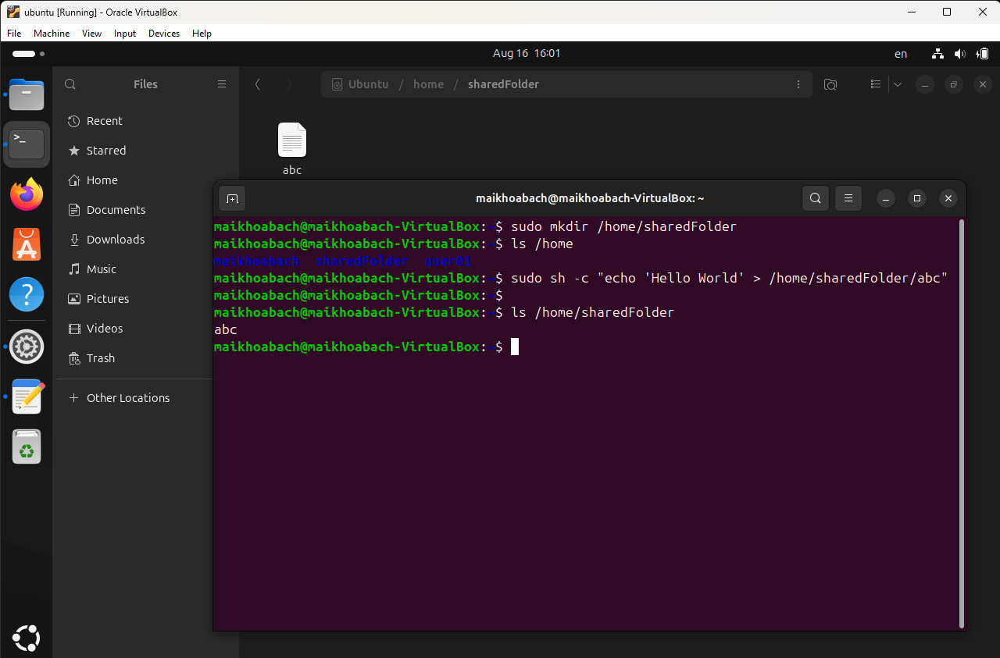 ubuntu [Running] - Oracle VirtualBox
File Machine View Input Devices Help
Aug 16 16:01
en
Files
Ubuntu / home / sharedFolder
Recent
Starred
Home
Documents
Downloads
Music
Pictures
Videos
Trash
+ Other Locations
abc
maikhoabach@maikhoabach-VirtualBox: ~
maikhoabach@maikhoabach-VirtualBox:~$ sudo mkdir /home/sharedFolder
maikhoabach@maikhoabach-VirtualBox:~$ ls /home
maikhoabach sharedFolder user01
maikhoabach@maikhoabach-VirtualBox:~$ sudo sh -c "echo 'Hello World' > /home/sharedFolder/abc"
maikhoabach@maikhoabach-VirtualBox:~$
maikhoabach@maikhoabach-VirtualBox:~$ ls /home/sharedFolder
abc
maikhoabach@maikhoabach-VirtualBox:~$